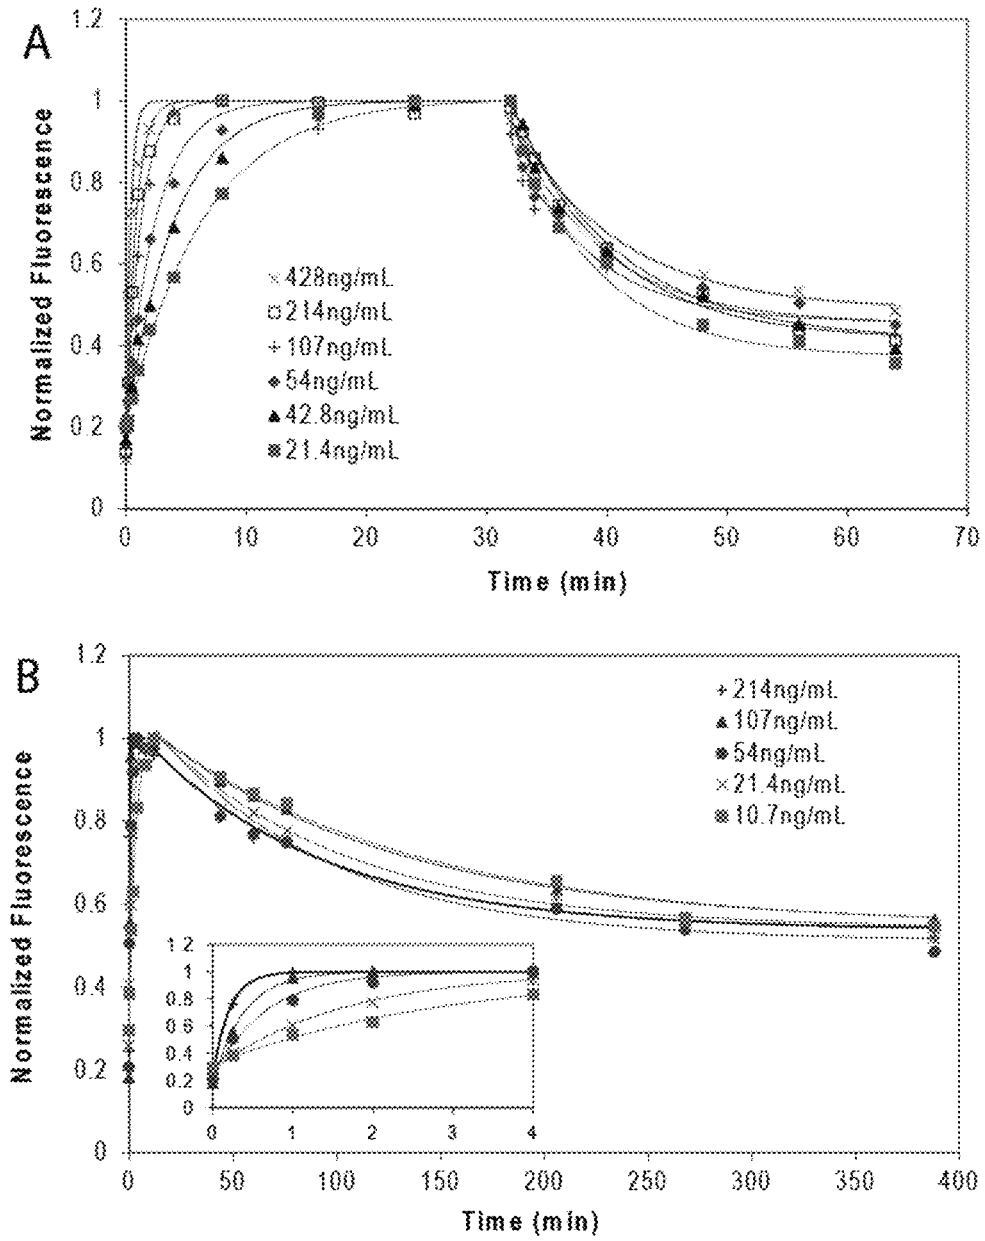 A
1.2
1
0.8
0.6
0.4
0.2
0
Normalized Fluorescence
428ng/mL
214ng/mL
107ng/mL
54ng/mL
42.8ng/mL
21.4ng/mL
0 10 20 30 40 50 60 70
Time (min)
B
1.2
1
0.8
0.6
0.4
0.2
0
Normalized Fluorescence
214ng/mL
107ng/mL
54ng/mL
21.4ng/mL
10.7ng/mL
1.2
1
0.8
0.6
0.4
0.2
0
0 1 2 3 4
0 50 100 150 200 250 300 350 400
Time (min)